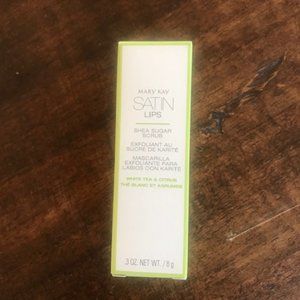 MARY KAY
SATIN
LIPS
SHEA SUGAR
SCRUB
EXFOLIANT AU
SUCRE DE KARITÉ
MASCARILLA
EXFOLIANTE PARA
LABIOS CON KARITÉ
WHITE TEA & CITRUS
THÉ BLANC ET AGRUMES
.3 OZ. NET WT. / 8 g